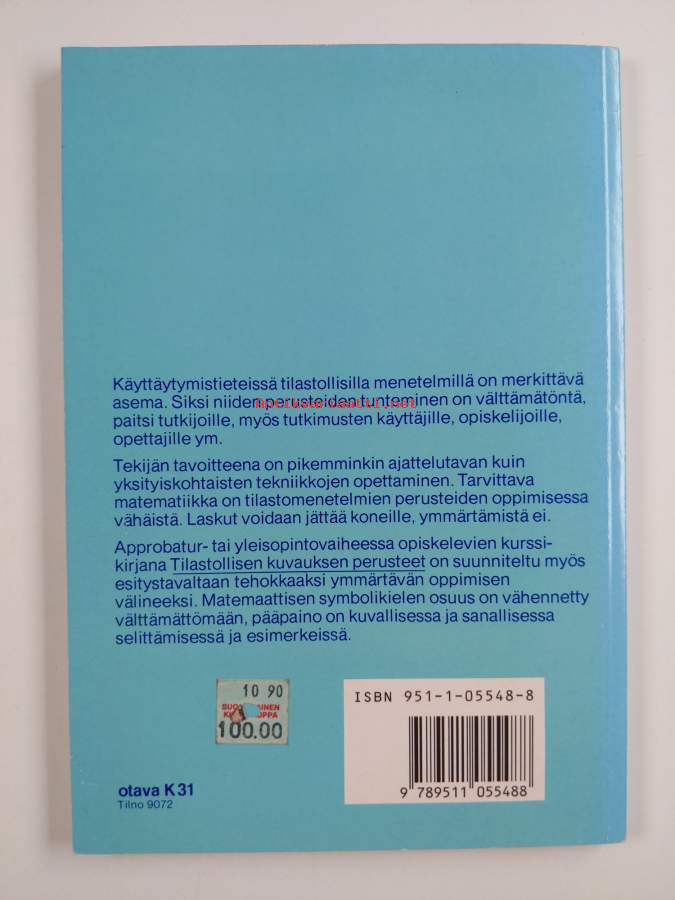 Käyttäytymistieteissä tilastollisilla menetelmillä on merkittävä
asema. Siksi niiden perusteiden tunteminen on välttämätöntä,
paitsi tutkijoille, myös tutkimusten käyttäjille, opiskelijoille,
opettajille ym.
Tekijän tavoitteena on pikemminkin ajattelutavan kuin
yksityiskohtaisten tekniikkojen opettaminen. Tarvittava
matematiikka on tilastomenetelmien perusteiden oppimisessa
vähäistä. Laskut voidaan jättää koneille, ymmärtämistä ei.
Approbatur- tai yleisopintovaiheessa opiskelevien kurssi-
kirjana Tilastollisen kuvauksen perusteet on suunniteltu myös
esitystavaltaan tehokkaaksi ymmärtävän oppimisen
välineeksi. Matemaattisen symbolikielen osuus on vähennetty
välttämättömään, pääpaino on kuvallisessa ja sanallisessa
selittämisessä ja esimerkeissä.
10 90
100.00
ISBN 951-1-05548-8
9 789511 055488
otava K 31
Tilno 9072